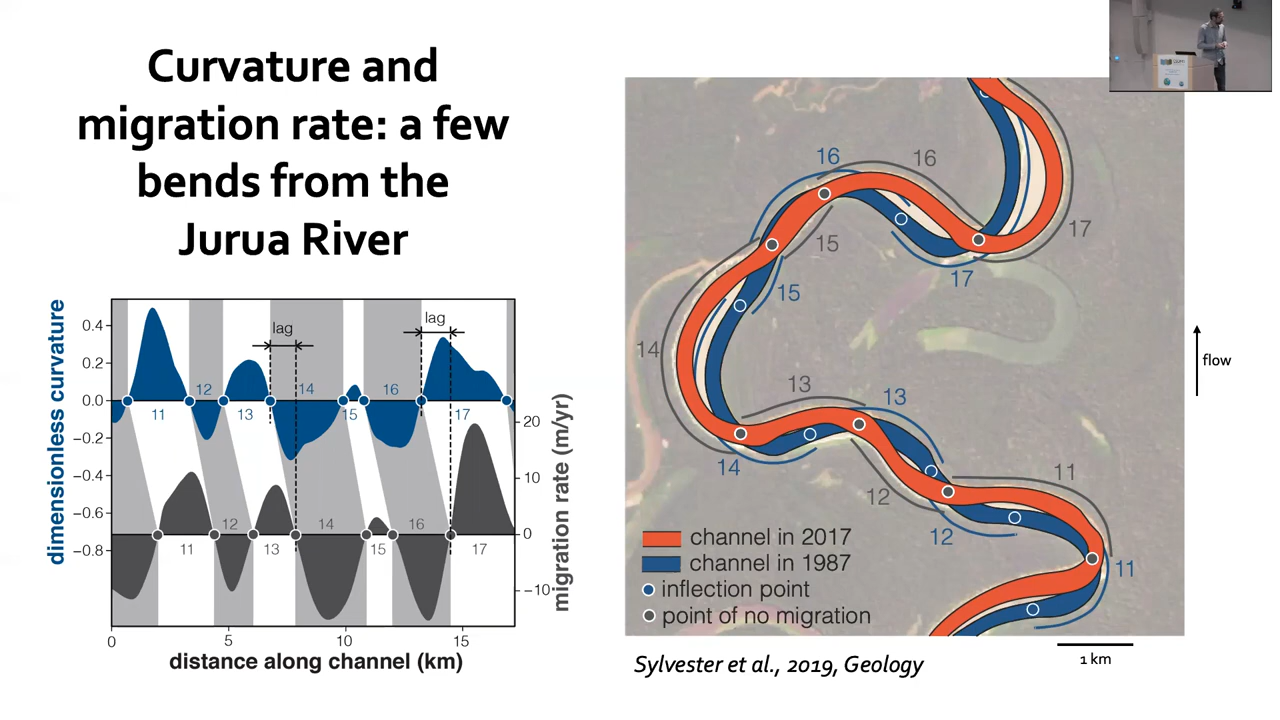 Curvature and
migration rate: a few
bends from the
Jurua River
dimensionless curvature
0.4
0.2
0.0
−0.2
−0.4
−0.6
−0.8
lag
lag
11
12
13
14
15
16
17
11
12
13
14
15
16
17
20
10
0
−10
migration rate (m/yr)
0
5
10
15
distance along channel (km)
16
16
15
17
17
15
14
13
13
14
12
11
12
11
channel in 2017
channel in 1987
inflection point
point of no migration
flow
1 km
Sylvester et al., 2019, Geology